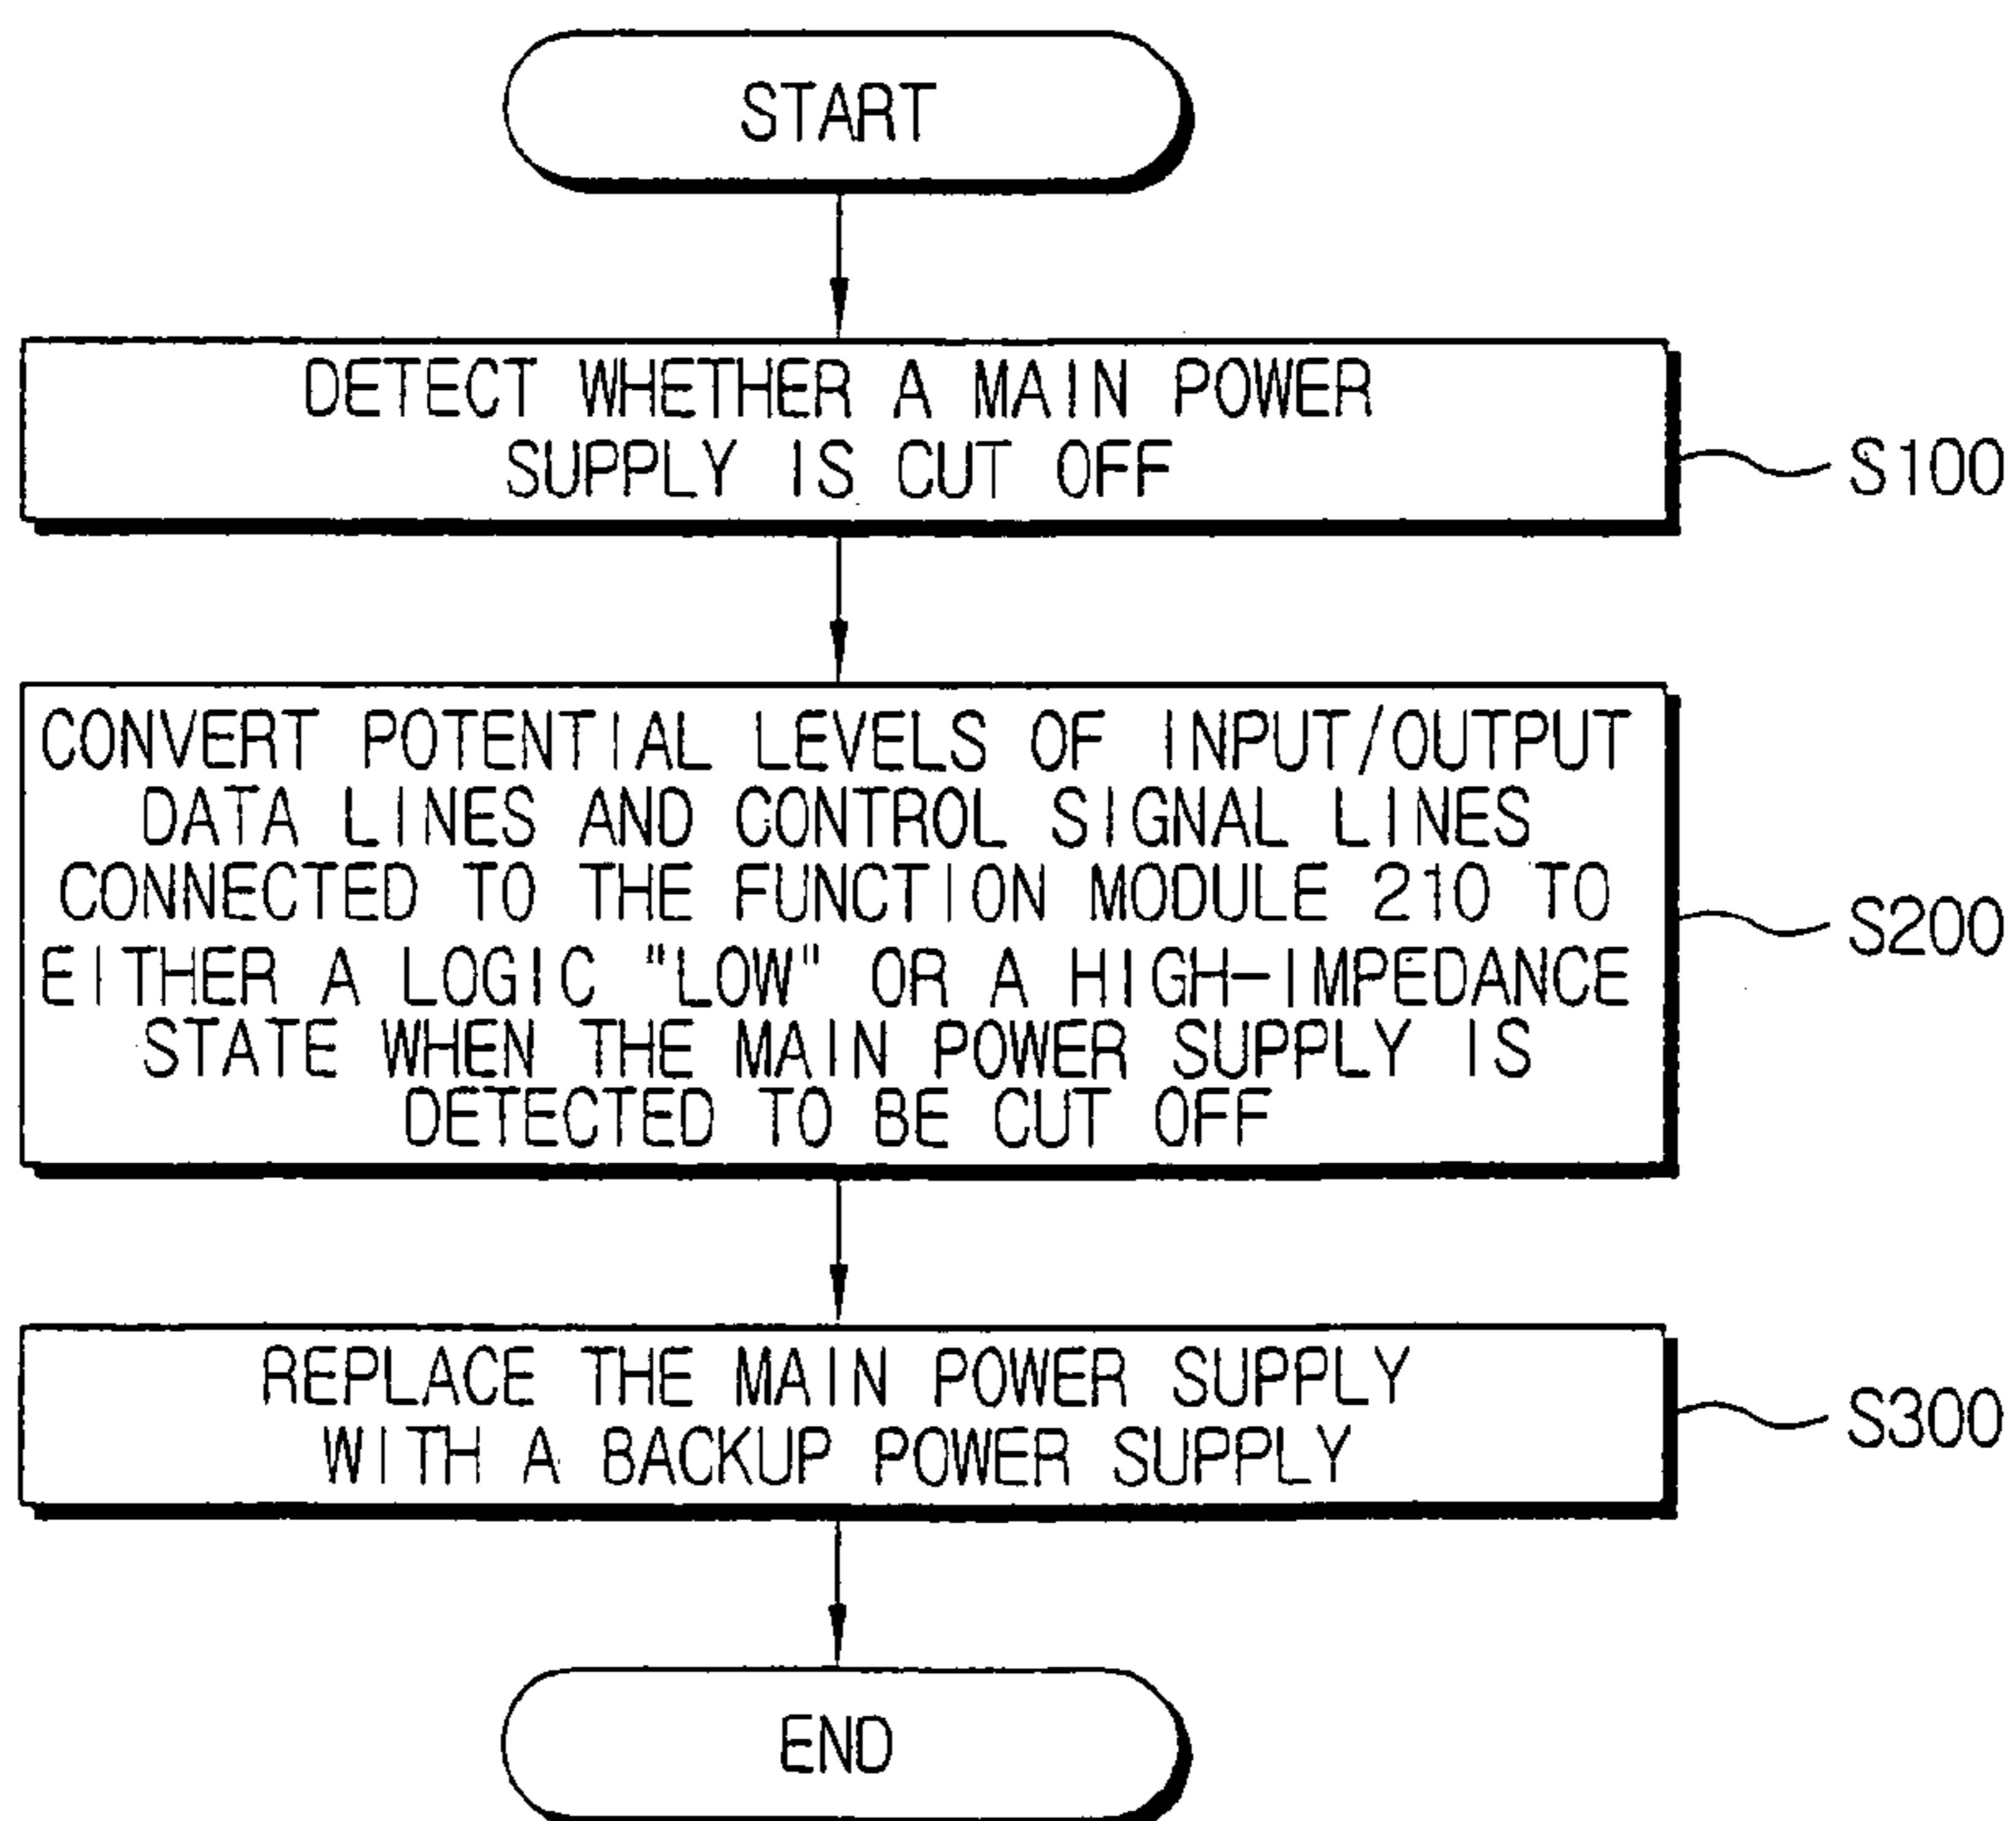 START
DETECT WHETHER A MAIN POWER
SUPPLY IS CUT OFF
S100
CONVERT POTENTIAL LEVELS OF INPUT/OUTPUT
DATA LINES AND CONTROL SIGNAL LINES
CONNECTED TO THE FUNCTION MODULE 210 TO
EITHER A LOGIC "LOW" OR A HIGH-IMPEDANCE
STATE WHEN THE MAIN POWER SUPPLY IS
DETECTED TO BE CUT OFF
S200
REPLACE THE MAIN POWER SUPPLY
WITH A BACKUP POWER SUPPLY
S300
END